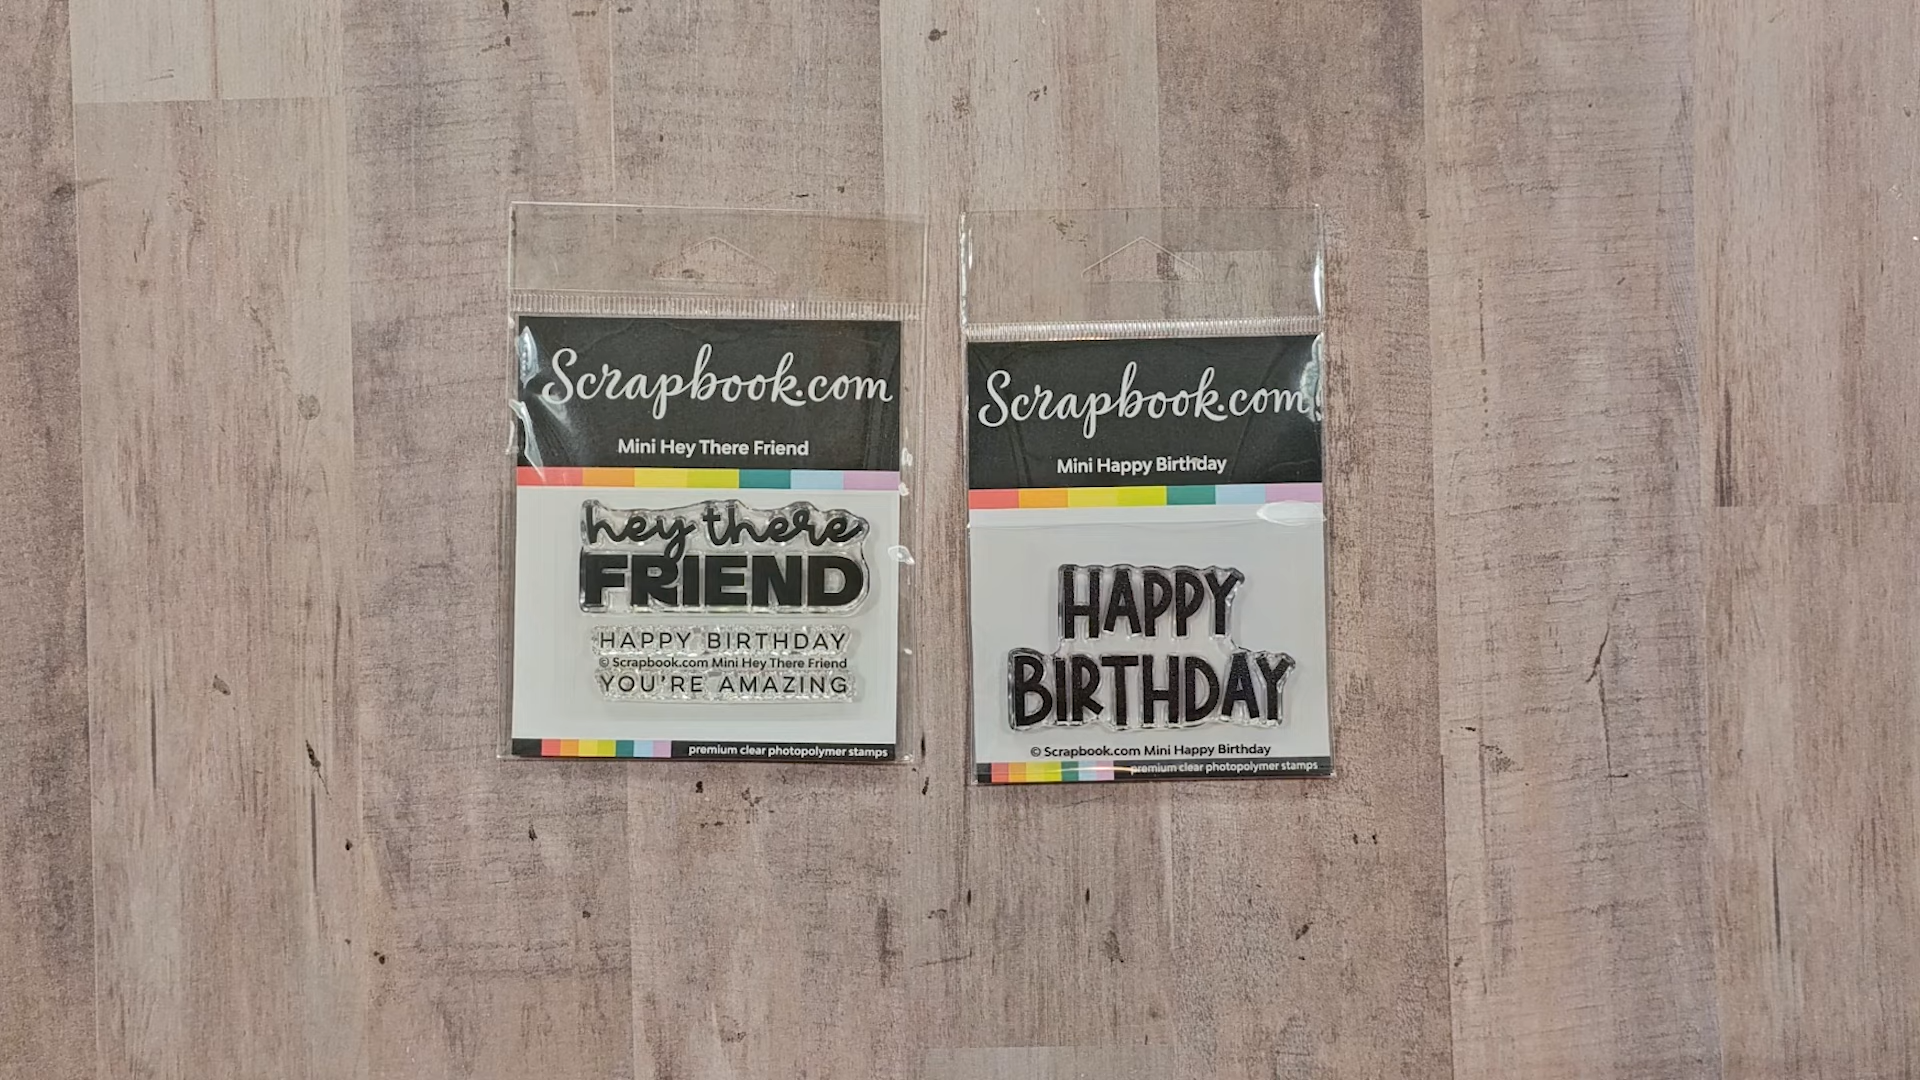 Scrapbook.com
Mini Hey There Friend
hey there
FRIEND
HAPPY BIRTHDAY
© Scrapbook.com Mini Hey There Friend
YOU'RE AMAZING
premium clear photopolymer stamps
Scrapbook.com
Mini Happy Birthday
HAPPY
BIRTHDAY
© Scrapbook.com Mini Happy Birthday
premium clear photopolymer stamps